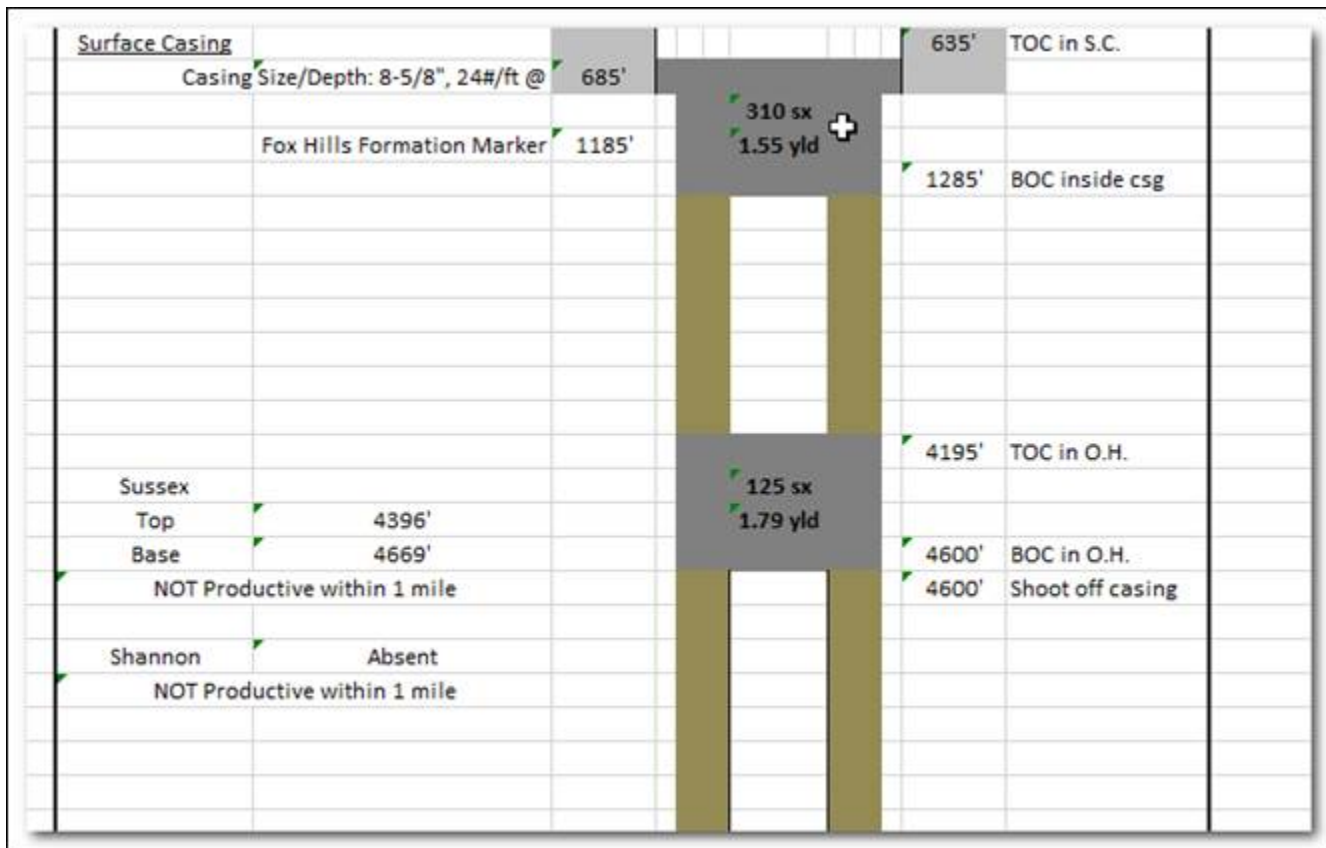 Surface Casing 635' TOC in S.C.
Casing Size/Depth: 8-5/8", 24#/ft @ 685'
310 sx
Fox Hills Formation Marker 1185' 1.55 yld
1285' BOC inside csg
4195' TOC in O.H.
Sussex 125 sx
Top 4396' 1.79 yld
Base 4669' 4600' BOC in O.H.
NOT Productive within 1 mile 4600' Shoot off casing
Shannon Absent
NOT Productive within 1 mile